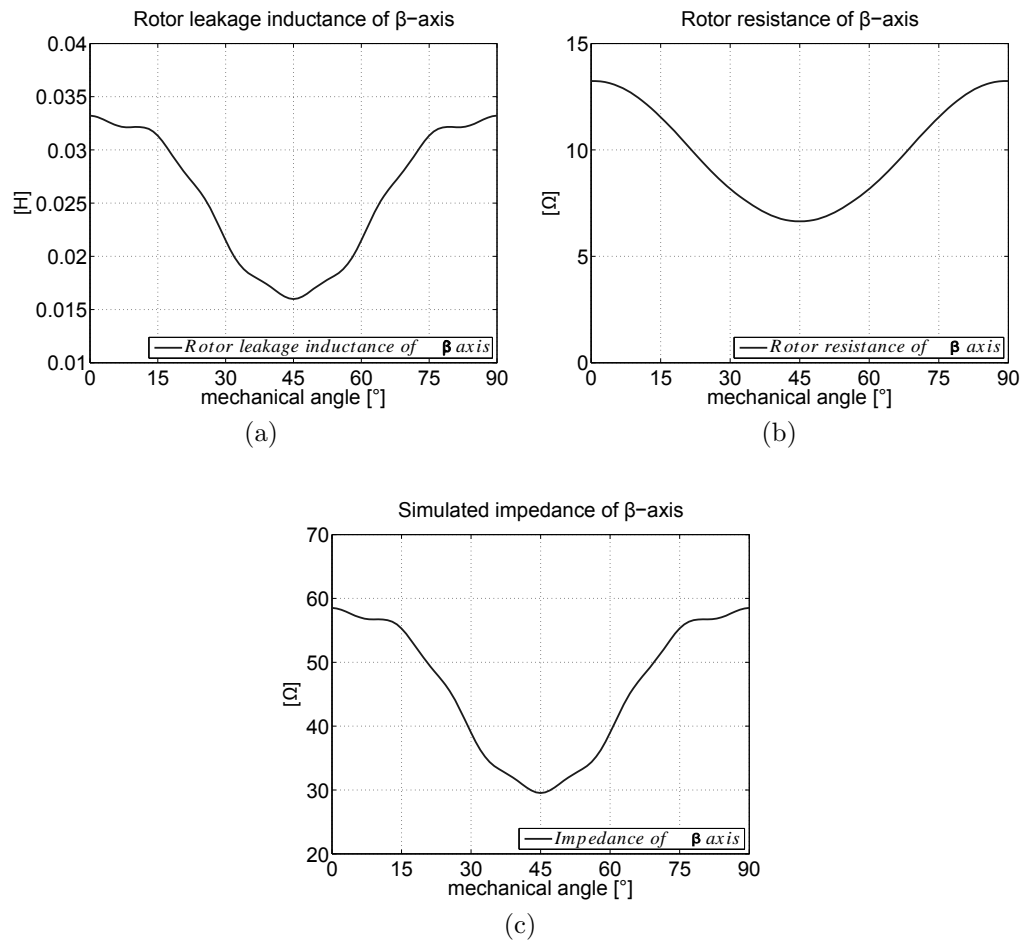 Rotor leakage inductance of β−axis
0.04
0.035
0.03
0.025
0.02
0.015
0.01
[H]
Rotor leakage inductance of β axis
0 15 30 45 60 75 90
mechanical angle [°]
(a)
Rotor resistance of β−axis
15
10
5
0
[Ω]
Rotor resistance of β axis
0 15 30 45 60 75 90
mechanical angle [°]
(b)
Simulated impedance of β−axis
70
60
50
40
30
20
[Ω]
Impedance of β axis
0 15 30 45 60 75 90
mechanical angle [°]
(c)